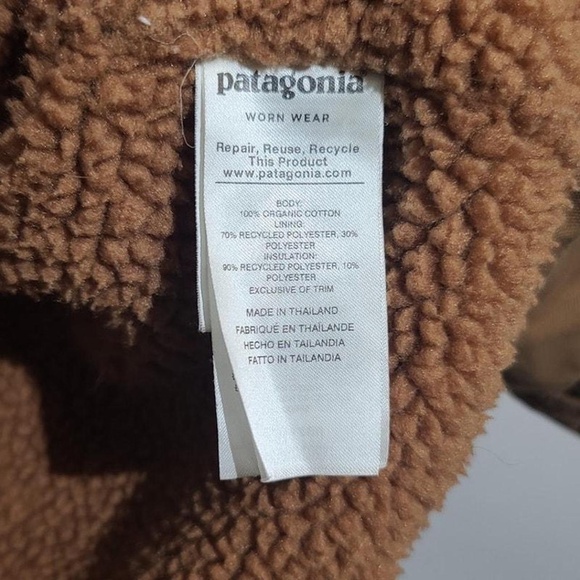 patagonia
WORN WEAR
Repair, Reuse, Recycle
This Product
www.patagonia.com
BODY:
100% ORGANIC COTTON
LINING:
70% RECYCLED POLYESTER, 30%
POLYESTER
INSULATION:
90% RECYCLED POLYESTER, 10%
POLYESTER
EXCLUSIVE OF TRIM
MADE IN THAILAND
FABRIQUÉ EN THAÏLANDE
HECHO EN TAILANDIA
FATTO IN TAILANDIA